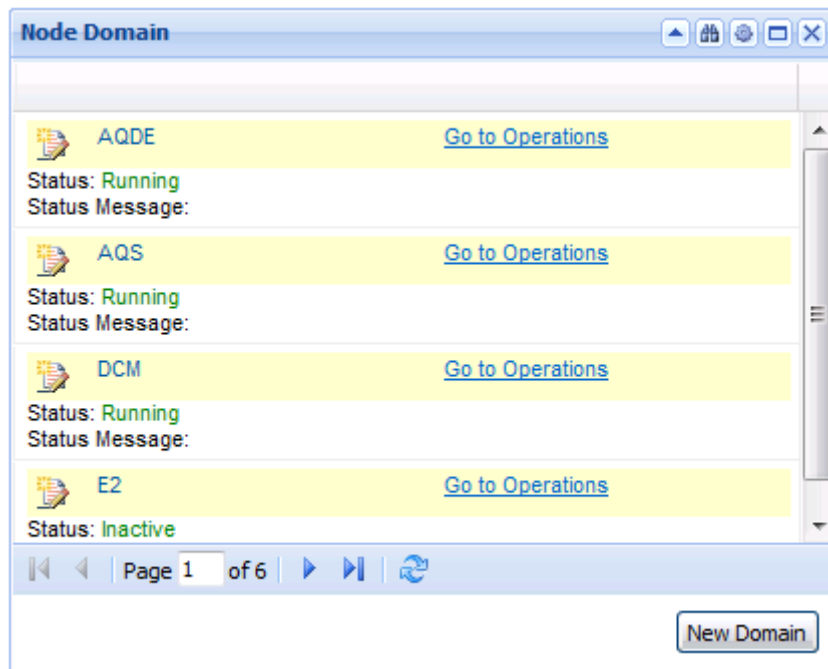 Node Domain
AQDE Go to Operations
Status: Running
Status Message:
AQS Go to Operations
Status: Running
Status Message:
DCM Go to Operations
Status: Running
Status Message:
E2 Go to Operations
Status: Inactive
Page 1 of 6
New Domain